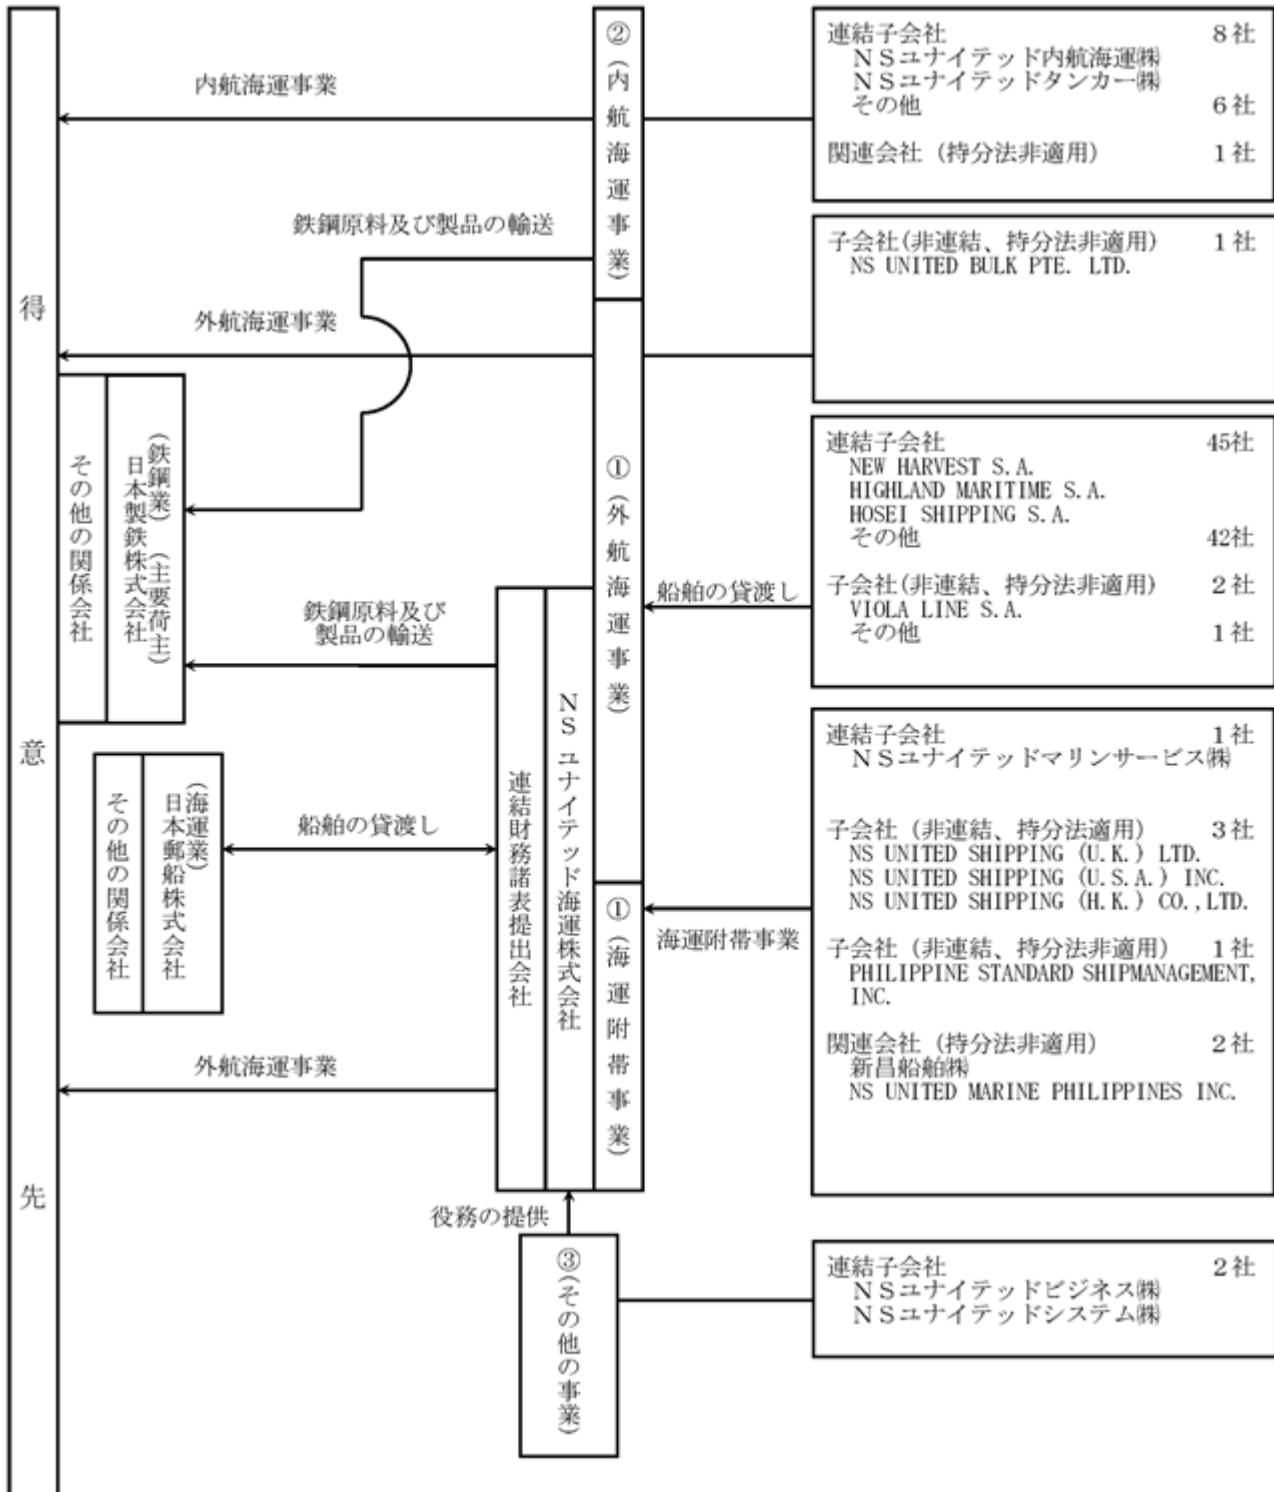 得意先
内航海運事業
鉄鋼原料及び製品の輸送
外航海運事業
(鉄鋼業)(主要荷主)
日本製鉄株式会社
その他の関係会社
鉄鋼原料及び
製品の輸送
(海運業)
日本郵船株式会社
その他の関係会社
船舶の貸渡し
外航海運事業
連結財務諸表提出会社
NSユナイテッド海運株式会社
②(内航海運事業)
①(外航海運事業)
①(海運附帯事業)
船舶の貸渡し
海運附帯事業
役務の提供
③(その他の事業)
連結子会社 8社
NSユナイテッド内航海運㈱
NSユナイテッドタンカー㈱
その他 6社
関連会社(持分法非適用) 1社
子会社(非連結、持分法非適用) 1社
NS UNITED BULK PTE. LTD.
連結子会社 45社
NEW HARVEST S.A.
HIGHLAND MARITIME S.A.
HOSEI SHIPPING S.A.
その他 42社
子会社(非連結、持分法非適用) 2社
VIOLA LINE S.A.
その他 1社
連結子会社 1社
NSユナイテッドマリンサービス㈱
子会社(非連結、持分法適用) 3社
NS UNITED SHIPPING (U.K.) LTD.
NS UNITED SHIPPING (U.S.A.) INC.
NS UNITED SHIPPING (H.K.) CO.,LTD.
子会社(非連結、持分法非適用) 1社
PHILIPPINE STANDARD SHIPMANAGEMENT,
INC.
関連会社(持分法非適用) 2社
新昌船舶㈱
NS UNITED MARINE PHILIPPINES INC.
連結子会社 2社
NSユナイテッドビジネス㈱
NSユナイテッドシステム㈱